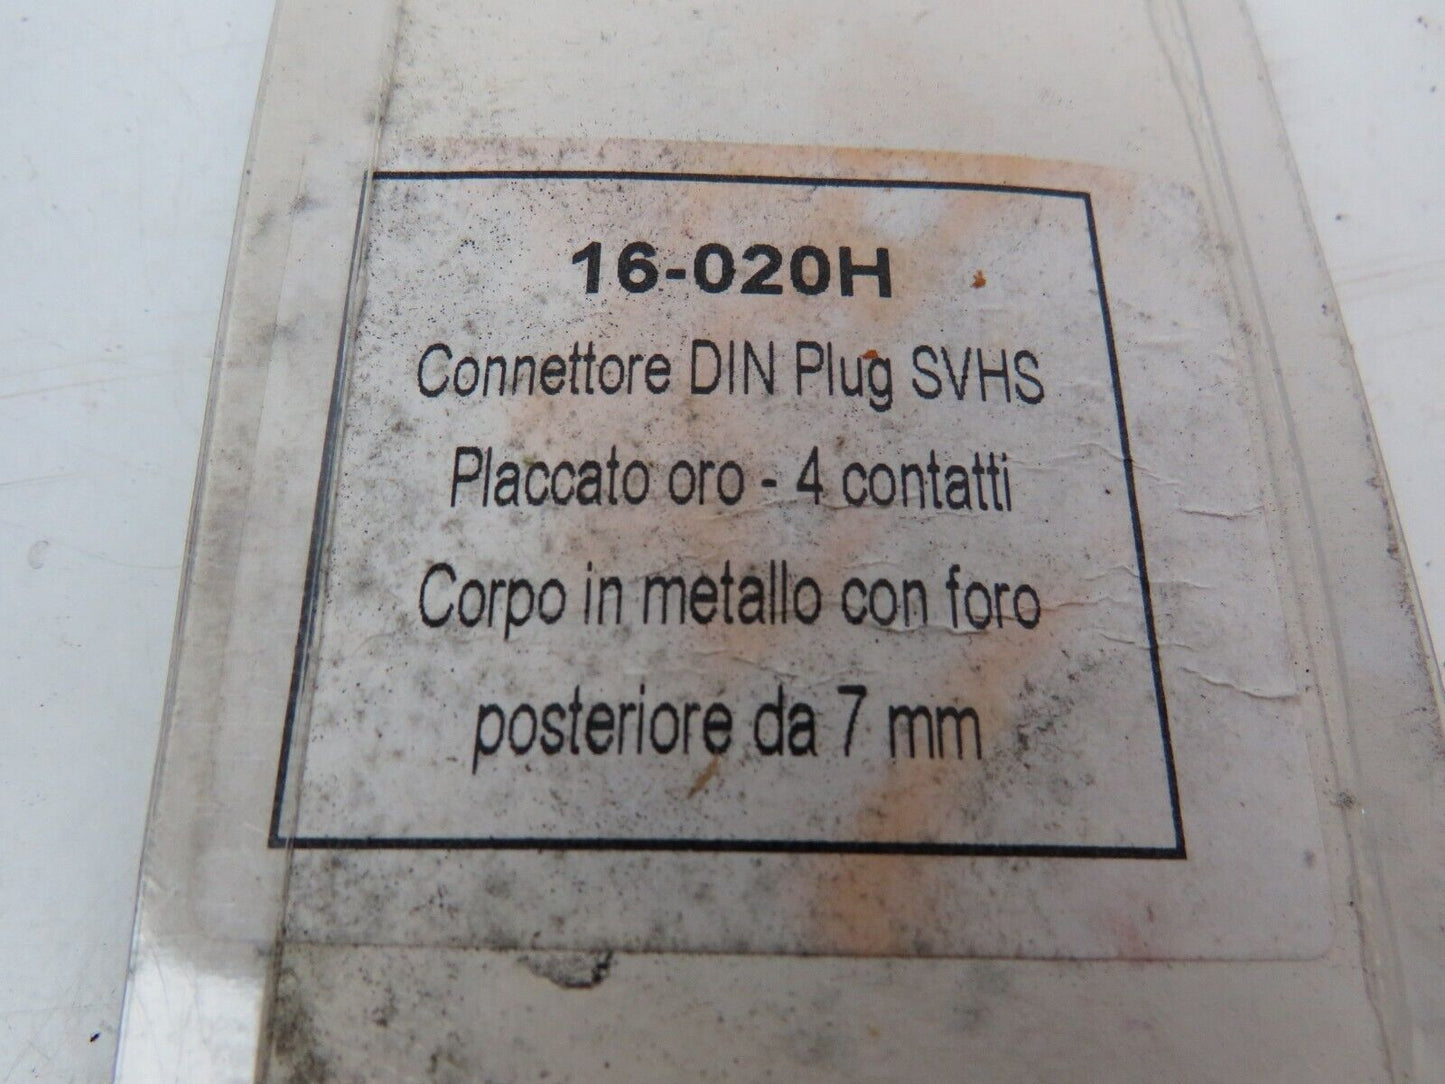 16-020H
Connettore DIN Plug SVHS
Placcato oro - 4 contatti
Corpo in metallo con foro
posteriore da 7 mm